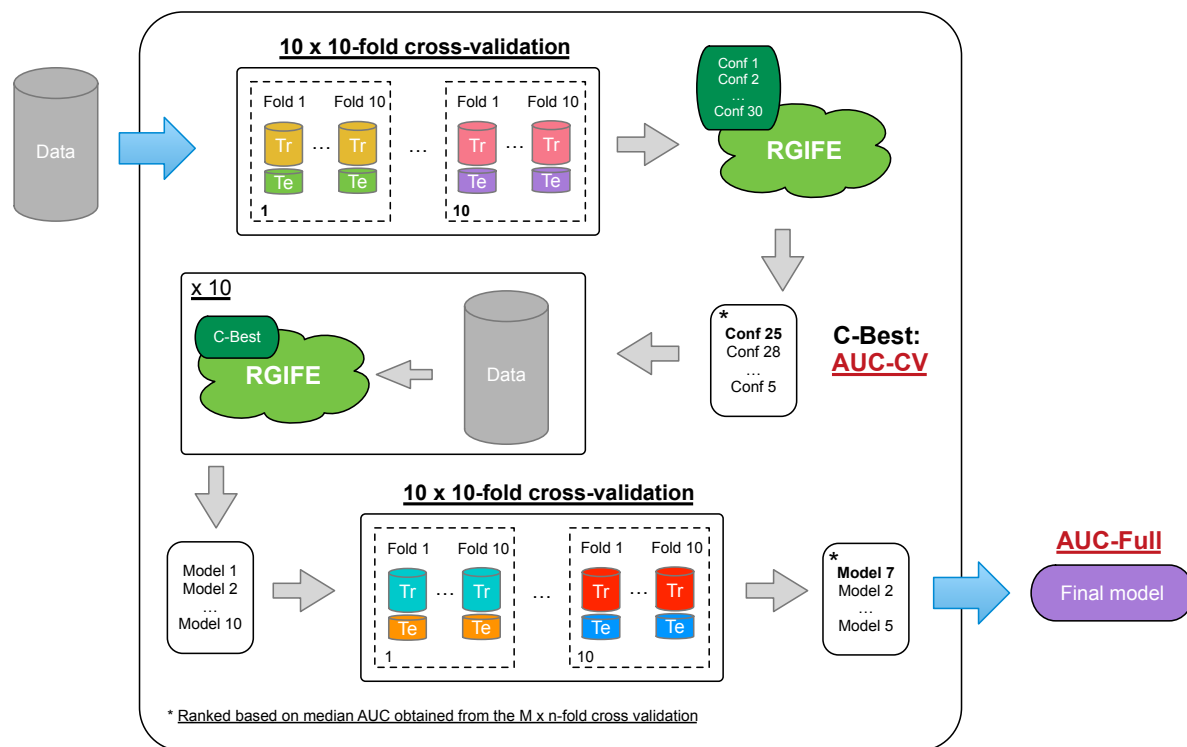 10 x 10-fold cross-validation
Data
Fold 1 Fold 10 Fold 1 Fold 10
Tr … Tr … Tr … Tr
Te Te Te Te
1 10
Conf 1
Conf 2
…
Conf 30
RGIFE
x 10
C-Best
RGIFE
Data
*
Conf 25
Conf 28
…
Conf 5
C-Best:
AUC-CV
10 x 10-fold cross-validation
Model 1
Model 2
…
Model 10
Fold 1 Fold 10 Fold 1 Fold 10
Tr … Tr … Tr … Tr
Te Te Te Te
1 10
*
Model 7
Model 2
…
Model 5
AUC-Full
Final model
* Ranked based on median AUC obtained from the M x n-fold cross validation